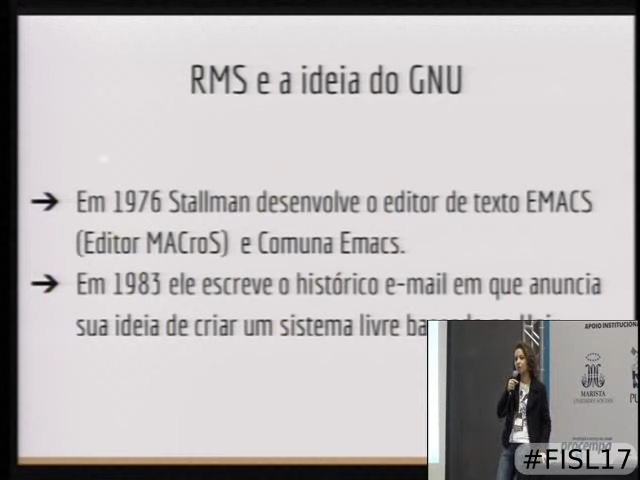 RMS e a ideia do GNU
➔ Em 1976 Stallman desenvolve o editor de texto EMACS
(Editor MACroS) e Comuna Emacs.
➔ Em 1983 ele escreve o histórico e-mail em que anuncia
sua ideia de criar um sistema livre
APOIO INSTITUCIONAL
MARISTA
procempa
#FISL17